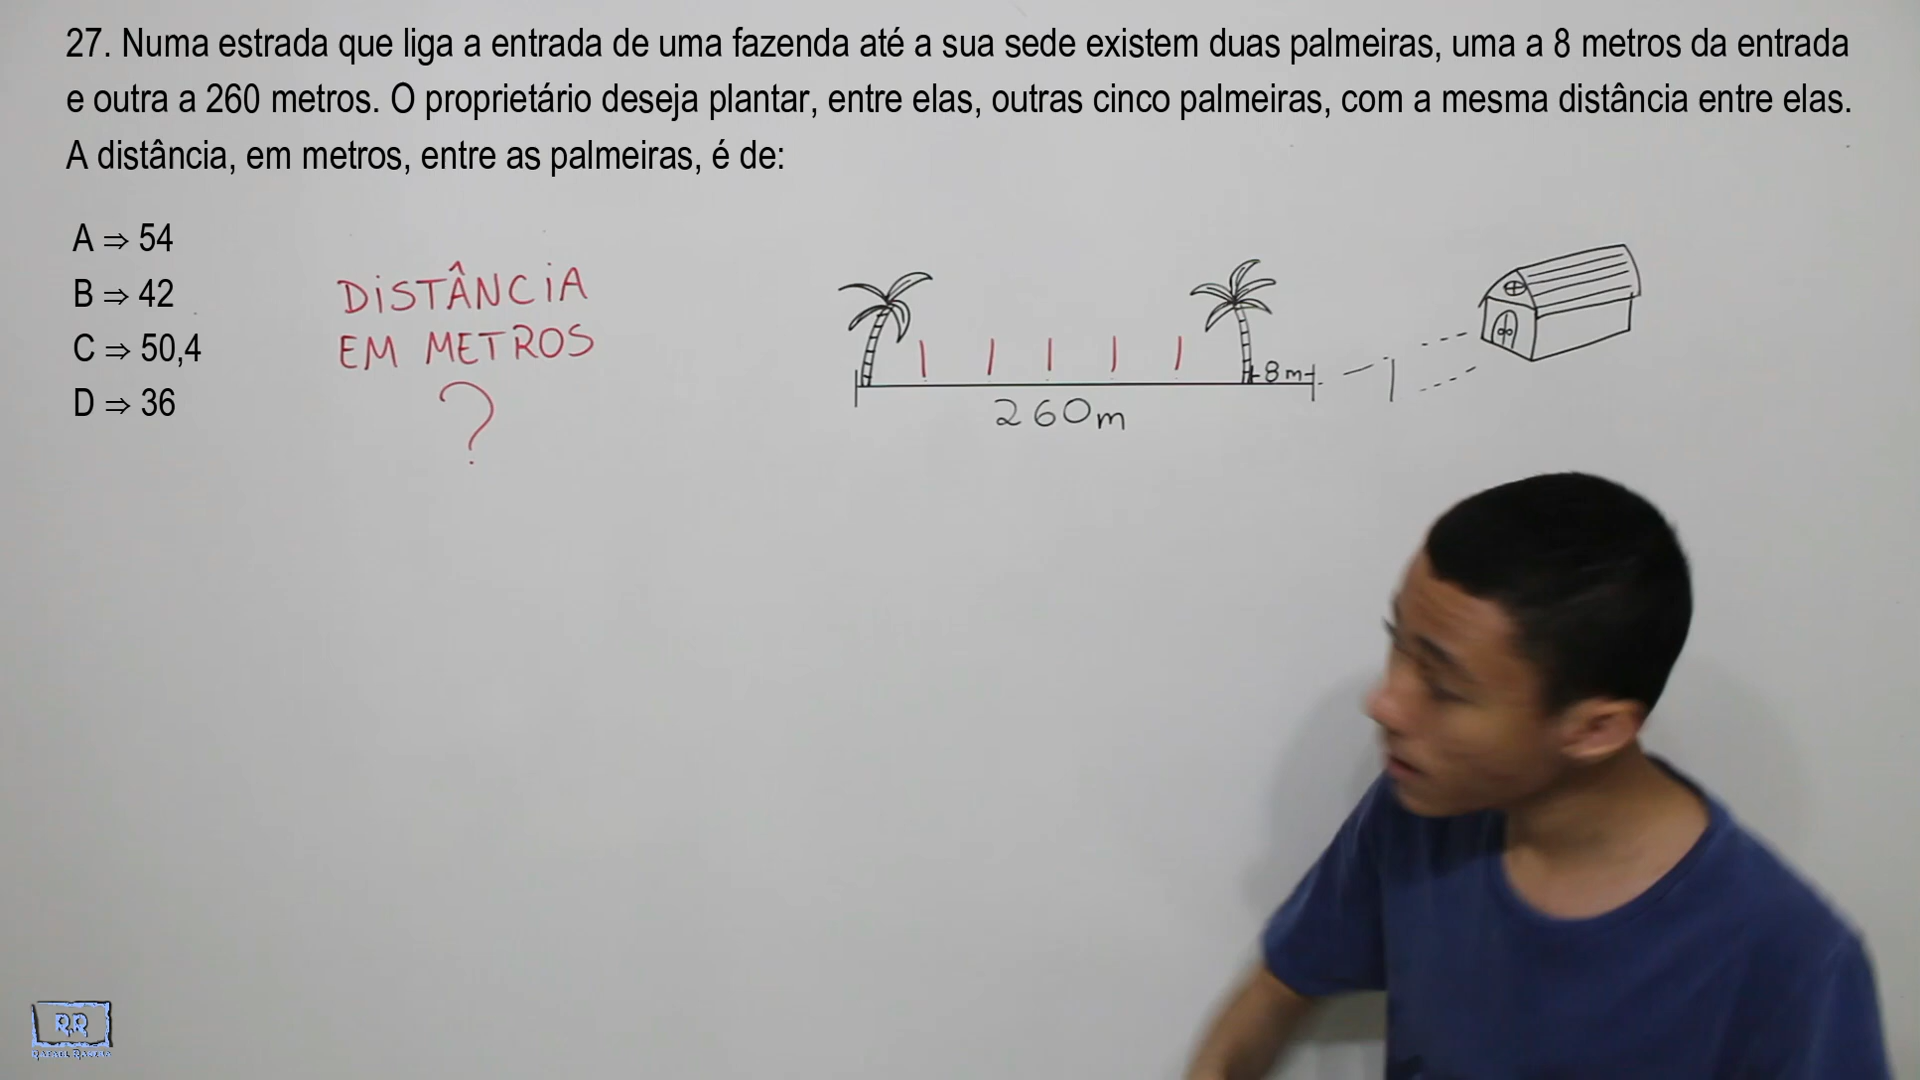 27. Numa estrada que liga a entrada de uma fazenda até a sua sede existem duas palmeiras, uma a 8 metros da entrada
e outra a 260 metros. O proprietário deseja plantar, entre elas, outras cinco palmeiras, com a mesma distância entre elas.
A distância, em metros, entre as palmeiras, é de:
A ⇒ 54
B ⇒ 42
C ⇒ 50,4
D ⇒ 36
DISTÂNCIA
EM METROS
?
8m
260m
RR